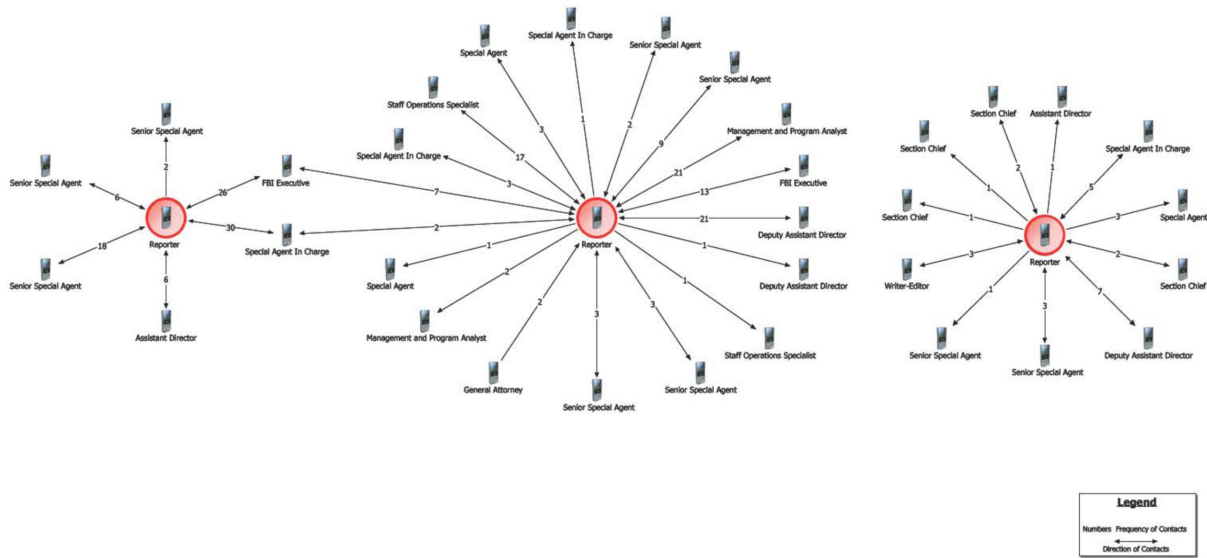 Senior Special Agent
2
Senior Special Agent
6
26
FBI Executive
Reporter
30
Special Agent In Charge
18
Senior Special Agent
6
Assistant Director
Special Agent In Charge
Special Agent
Senior Special Agent
Senior Special Agent
Staff Operations Specialist
Management and Program Analyst
Special Agent In Charge
FBI Executive
3
1
2
9
17
21
3
13
7
21
Deputy Assistant Director
2
Reporter
1
1
Deputy Assistant Director
Special Agent
2
1
Management and Program Analyst
2
3
3
Staff Operations Specialist
General Attorney
Senior Special Agent
Senior Special Agent
Section Chief
Assistant Director
Section Chief
Special Agent In Charge
2
1
1
5
Section Chief
1
3
Special Agent
Reporter
Writer-Editor
3
2
Section Chief
1
3
7
Senior Special Agent
Senior Special Agent
Deputy Assistant Director
Legend
Numbers Frequency of Contacts
Direction of Contacts